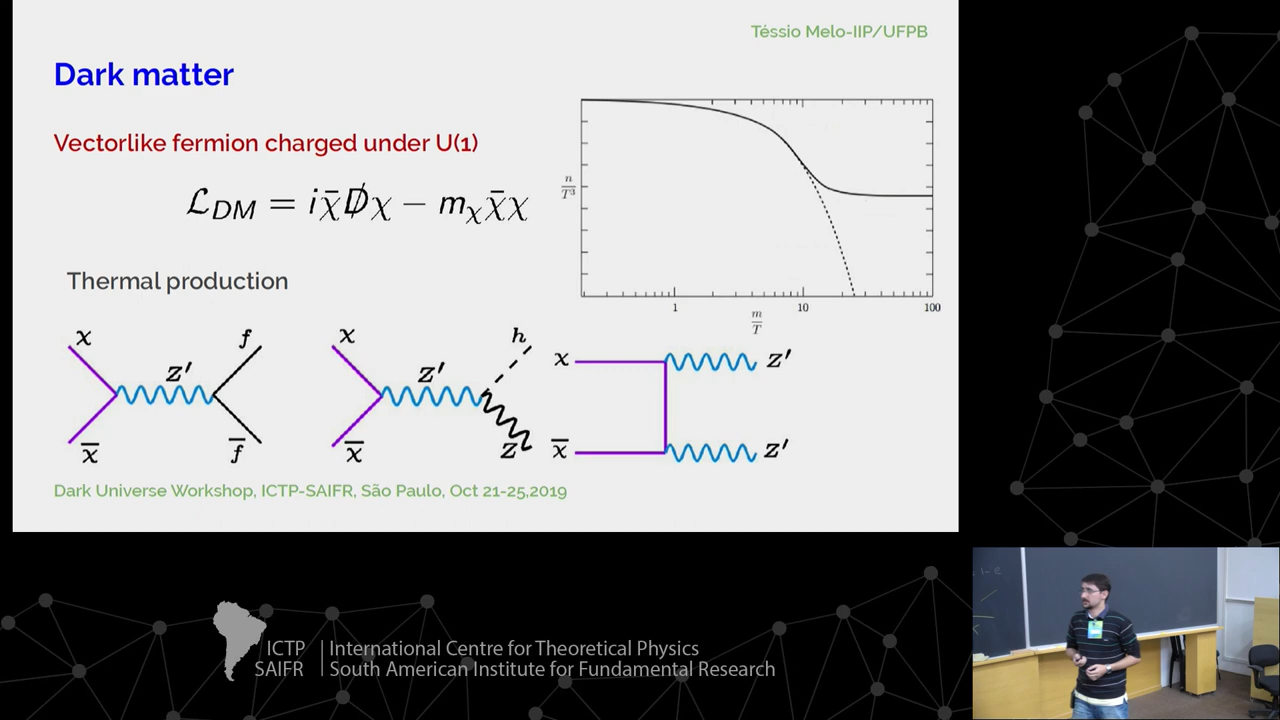 Téssio Melo-IIP/UFPB
Dark matter
Vectorlike fermion charged under U(1)
ℒ_DM = iχ̄D̸χ − m_χ χ̄χ
n/T³
1 10 100
m/T
Thermal production
χ f χ h χ Z'
Z' Z'
χ̄ f̄ χ̄ Z χ̄ Z'
Dark Universe Workshop, ICTP-SAIFR, São Paulo, Oct 21-25,2019
ICTP | International Centre for Theoretical Physics
SAIFR | South American Institute for Fundamental Research